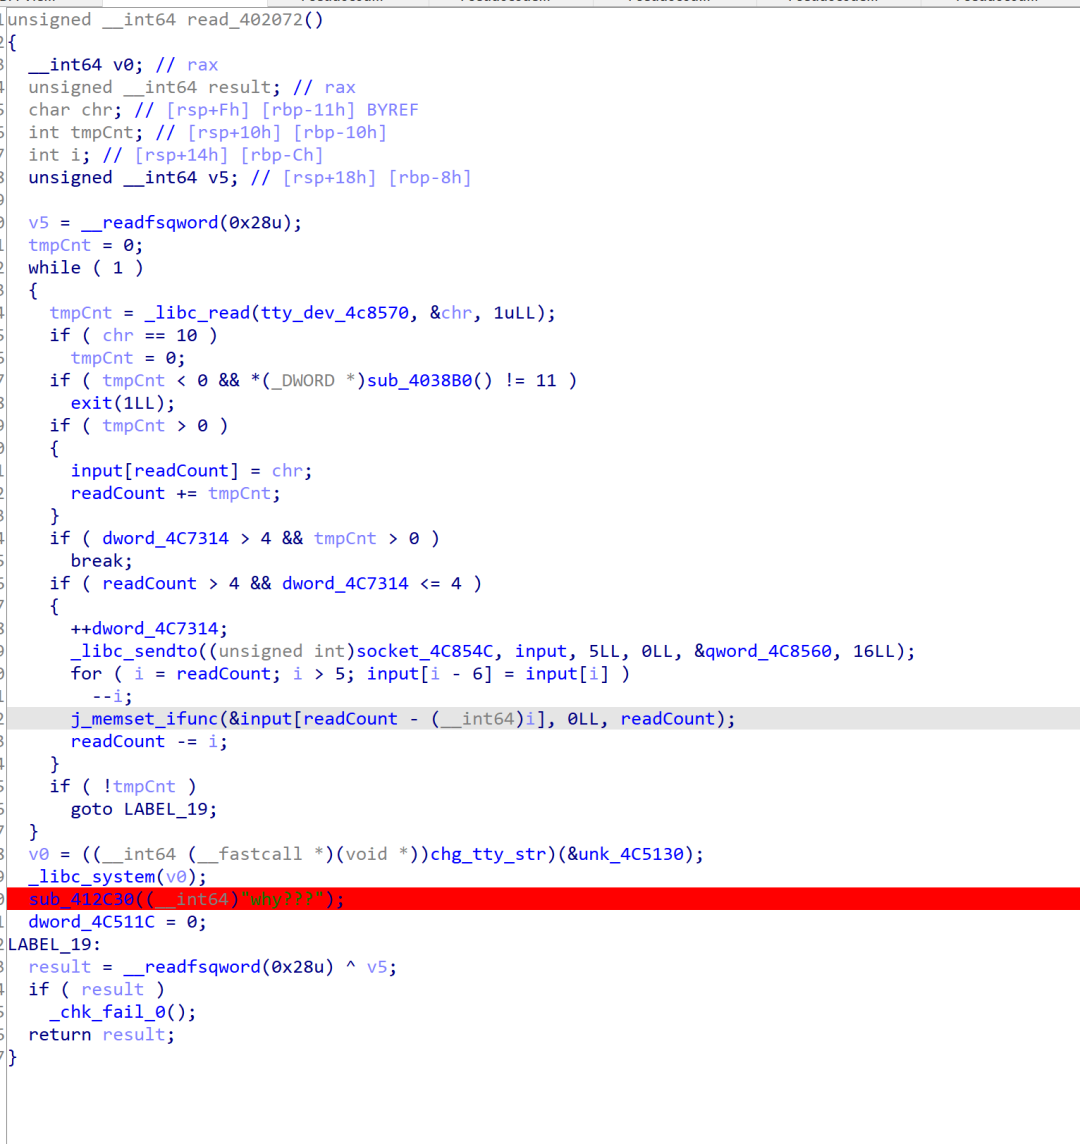 unsigned __int64 read_402072()
{
  __int64 v0; // rax
  unsigned __int64 result; // rax
  char chr; // [rsp+Fh] [rbp-11h] BYREF
  int tmpCnt; // [rsp+10h] [rbp-10h]
  int i; // [rsp+14h] [rbp-Ch]
  unsigned __int64 v5; // [rsp+18h] [rbp-8h]
  v5 = __readfsqword(0x28u);
  tmpCnt = 0;
  while ( 1 )
  {
    tmpCnt = _libc_read(tty_dev_4c8570, &chr, 1uLL);
    if ( chr == 10 )
      tmpCnt = 0;
    if ( tmpCnt < 0 && *(_DWORD *)sub_4038B0() != 11 )
      exit(1LL);
    if ( tmpCnt > 0 )
    {
      input[readCount] = chr;
      readCount += tmpCnt;
    }
    if ( dword_4C7314 > 4 && tmpCnt > 0 )
      break;
    if ( readCount > 4 && dword_4C7314 <= 4 )
    {
      ++dword_4C7314;
      _libc_sendto((unsigned int)socket_4C854C, input, 5LL, 0LL, &qword_4C8560, 16LL);
      for ( i = readCount; i > 5; input[i - 6] = input[i] )
        --i;
      j_memset_ifunc(&input[readCount - (__int64)i], 0LL, readCount);
      readCount -= i;
    }
    if ( !tmpCnt )
      goto LABEL_19;
  }
  v0 = ((__int64 (__fastcall *)(void *))chg_tty_str)(&unk_4C5130);
  _libc_system(v0);
  sub_412C30((__int64)"why???");
  dword_4C511C = 0;
LABEL_19:
  result = __readfsqword(0x28u) ^ v5;
  if ( result )
    _chk_fail_0();
  return result;
}